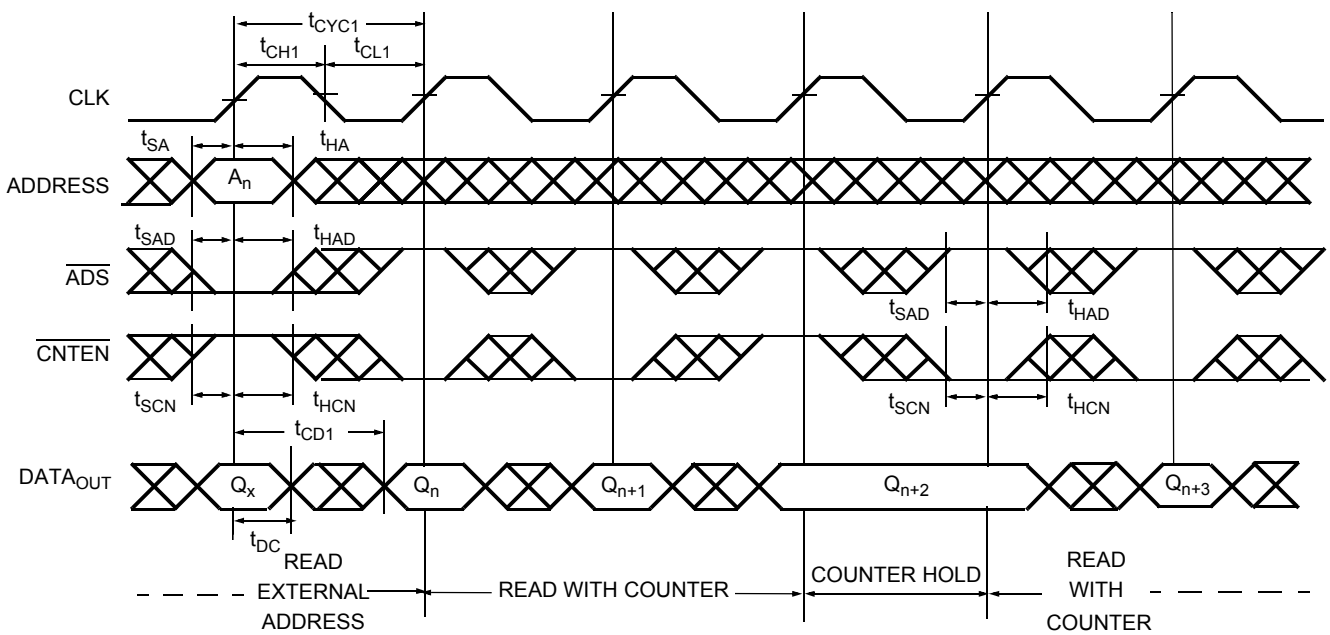 tCYC1
tCH1 tCL1
CLK
tSA tHA
ADDRESS An
tSAD tHAD
ADS
tSAD tHAD
CNTEN
tSCN tHCN tSCN tHCN
tCD1
DATAOUT Qx Qn Qn+1 Qn+2 Qn+3
tDC
READ EXTERNAL ADDRESS
READ WITH COUNTER
COUNTER HOLD
READ WITH COUNTER